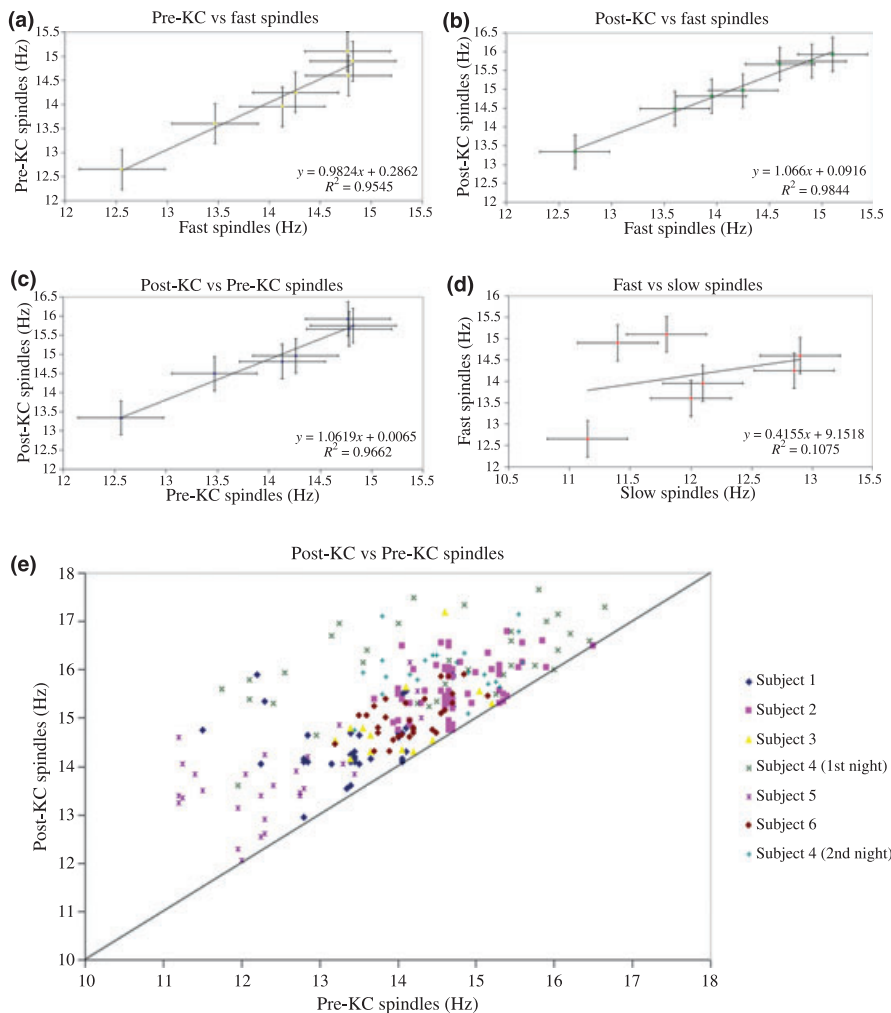 (a)
Pre-KC vs fast spindles
Pre-KC spindles (Hz)
15.5
15
14.5
14
13.5
13
12.5
12
12
12.5
13
13.5
14
14.5
15
15.5
y = 0.9824x + 0.2862
R² = 0.9545
Fast spindles (Hz)
(b)
Post-KC vs fast spindles
Post-KC spindles (Hz)
16.5
16
15.5
15
14.5
14
13.5
13
12.5
12
12
12.5
13
13.5
14
14.5
15
15.5
y = 1.066x + 0.0916
R² = 0.9844
Fast spindles (Hz)
(c)
Post-KC vs Pre-KC spindles
Post-KC spindles (Hz)
16.5
16
15.5
15
14.5
14
13.5
13
12.5
12
12
12.5
13
13.5
14
14.5
15
15.5
y = 1.0619x + 0.0065
R² = 0.9662
Pre-KC spindles (Hz)
(d)
Fast vs slow spindles
Fast spindles (Hz)
16
15.5
15
14.5
14
13.5
13
12.5
12
10.5
11
11.5
12
12.5
13
13.5
y = 0.4155x + 9.1518
R² = 0.1075
Slow spindles (Hz)
(e)
Post-KC vs Pre-KC spindles
Post-KC spindles (Hz)
18
17
16
15
14
13
12
11
10
10
11
12
13
14
15
16
17
18
Pre-KC spindles (Hz)
Subject 1
Subject 2
Subject 3
Subject 4 (1st night)
Subject 5
Subject 6
Subject 4 (2nd night)